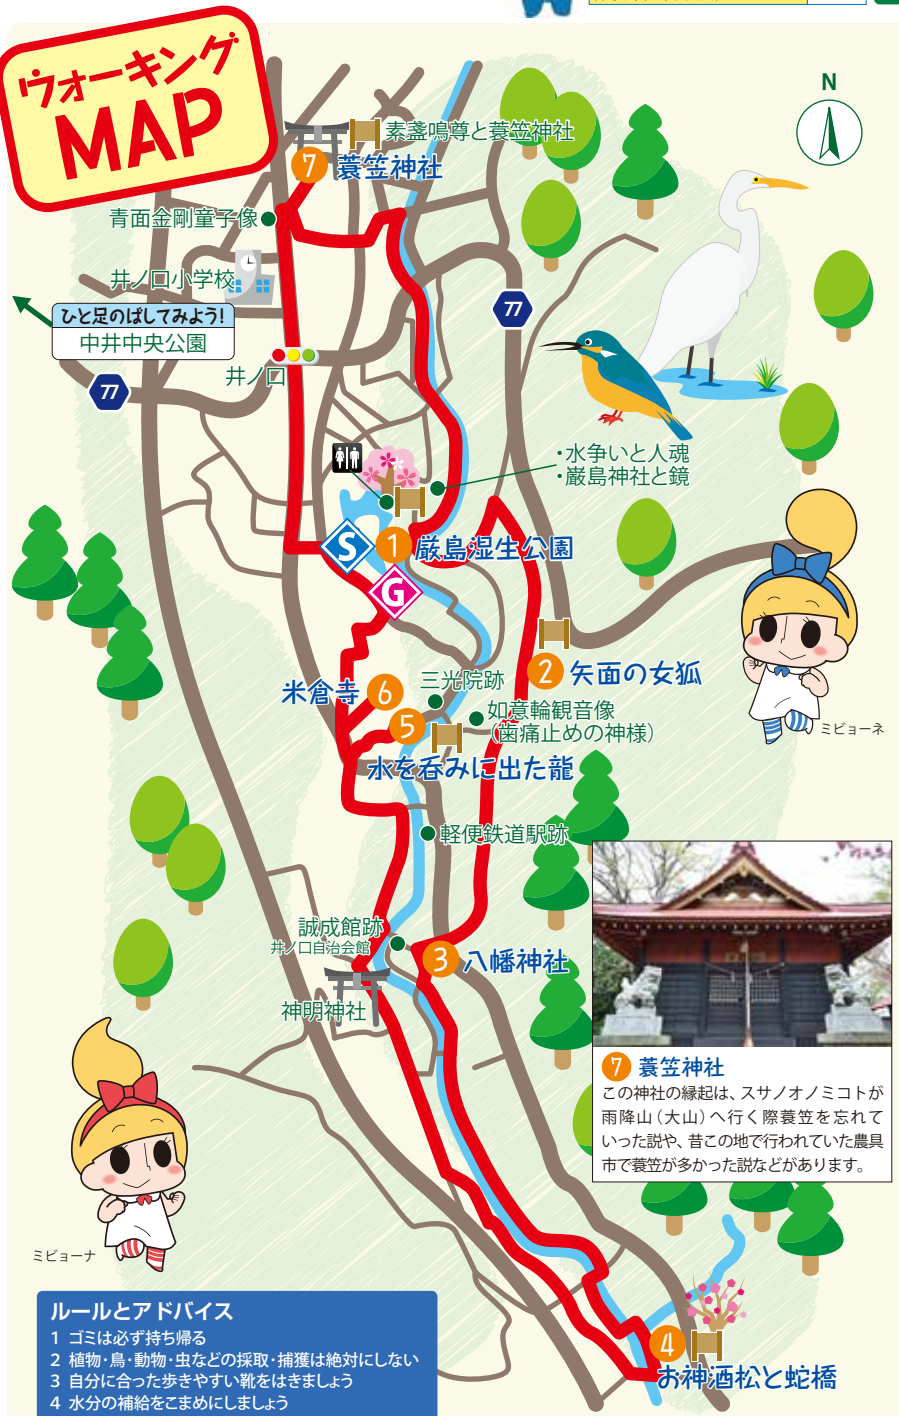 ウォーキング
MAP
N
素盞鳴尊と蓑笠神社
7 蓑笠神社
青面金剛童子像
井ノ口小学校
ひと足のばしてみよう!
中井中央公園
77
77
井ノ口
・水争いと人魂
・厳島神社と鏡
S
1 厳島湿生公園
G
2 矢面の女狐
三光院跡
米倉寺 6
如意輪観音像
(歯痛止めの神様)
5
水を呑みに出た龍
ミビョーネ
軽便鉄道駅跡
誠成館跡
井ノ口自治会館
3 八幡神社
神明神社
7 蓑笠神社
この神社の縁起は、スサノオノミコトが
雨降山(大山)へ行く際蓑笠を忘れて
いった説や、昔この地で行われていた農具
市で蓑笠が多かった説などがあります。
ミビョーナ
4
お神酒松と蛇橋
ルールとアドバイス
1 ゴミは必ず持ち帰る
2 植物・鳥・動物・虫などの採取・捕獲は絶対にしない
3 自分に合った歩きやすい靴をはきましょう
4 水分の補給をこまめにしましょう